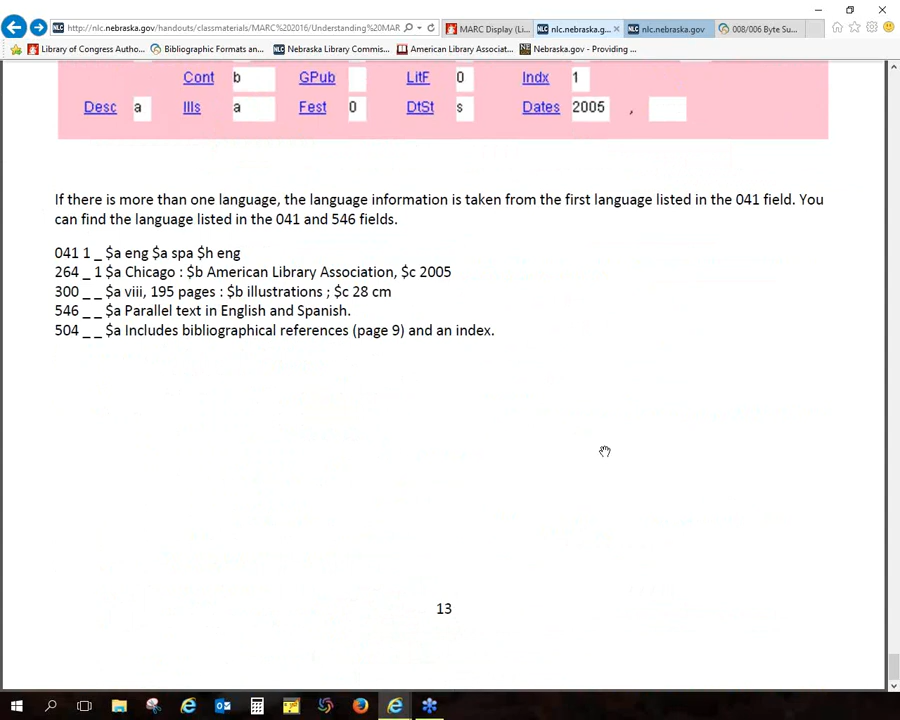 http://nlc.nebraska.gov/handouts/classmaterials/MARC%202016/Understanding%20MAR
MARC Display (Li...
nlc.nebraska.g...
nlc.nebraska.gov
008/006 Byte Su...
Library of Congress Autho...
Bibliographic Formats an...
Nebraska Library Commis...
American Library Associat...
Nebraska.gov - Providing ...
Cont b GPub LitF 0 Indx 1
Desc a Ills a Fest 0 DtSt s Dates 2005 ,
If there is more than one language, the language information is taken from the first language listed in the 041 field. You
can find the language listed in the 041 and 546 fields.
041 1 _ $a eng $a spa $h eng
264 _ 1 $a Chicago : $b American Library Association, $c 2005
300 _ _ $a viii, 195 pages : $b illustrations ; $c 28 cm
546 _ _ $a Parallel text in English and Spanish.
504 _ _ $a Includes bibliographical references (page 9) and an index.
13